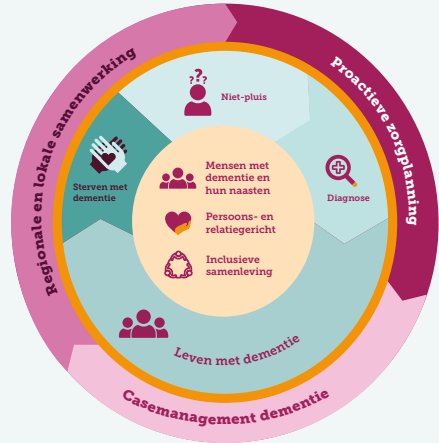 Regionale en lokale samenwerking
Proactieve zorgplanning
Casemanagement dementie
???
Niet-pluis
Diagnose
Leven met dementie
Sterven met
dementie
Mensen met
dementie en
hun naasten
Persoons- en
relatiegericht
Inclusieve
samenleving